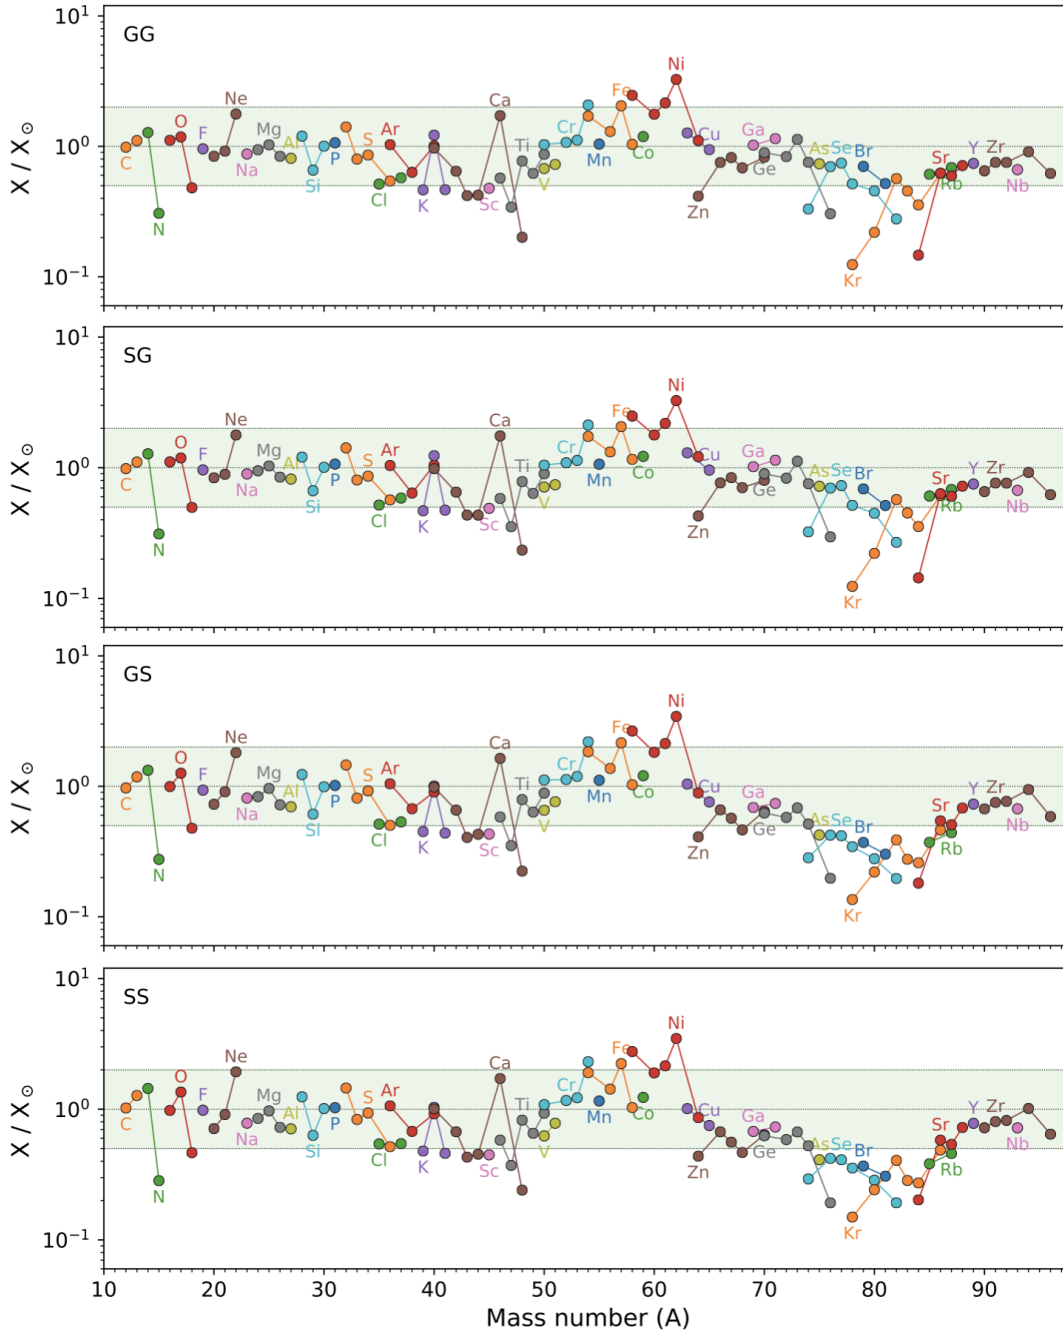 10¹
GG
Ni
Ne
Ca
Fe
O
Mg
Cr
Ga
F
S
Ar
Cu
10⁰
Al
Ti
As
Se
Br
Sr
Y
Zr
C
Na
P
Mn
Co
Ge
Si
V
Rb
Nb
Cl
K
Sc
Zn
N
X / X⊙
10⁻¹
Kr
10¹
SG
Ni
Ne
Ca
Fe
O
Mg
Cr
Ga
F
S
Ar
Cu
10⁰
Al
Ti
As
Se
Br
Sr
Y
Zr
C
Na
P
Mn
Co
Ge
Si
V
Rb
Nb
Cl
K
Sc
Zn
N
X / X⊙
10⁻¹
Kr
10¹
GS
Ni
Ne
Ca
Fe
O
Mg
Cr
Ga
F
S
Ar
Cu
10⁰
Al
Ti
As
Se
Br
Sr
Y
Zr
C
Na
P
Mn
Co
Ge
Si
V
Rb
Nb
Cl
K
Sc
Zn
N
X / X⊙
10⁻¹
Kr
10¹
SS
Ni
Ne
Ca
Fe
O
Mg
Cr
Ga
F
S
Ar
Cu
10⁰
Al
Ti
As
Se
Br
Sr
Y
Zr
C
Na
P
Mn
Co
Ge
Si
V
Rb
Nb
Cl
K
Sc
Zn
N
X / X⊙
10⁻¹
Kr
10 20 30 40 50 60 70 80 90
Mass number (A)